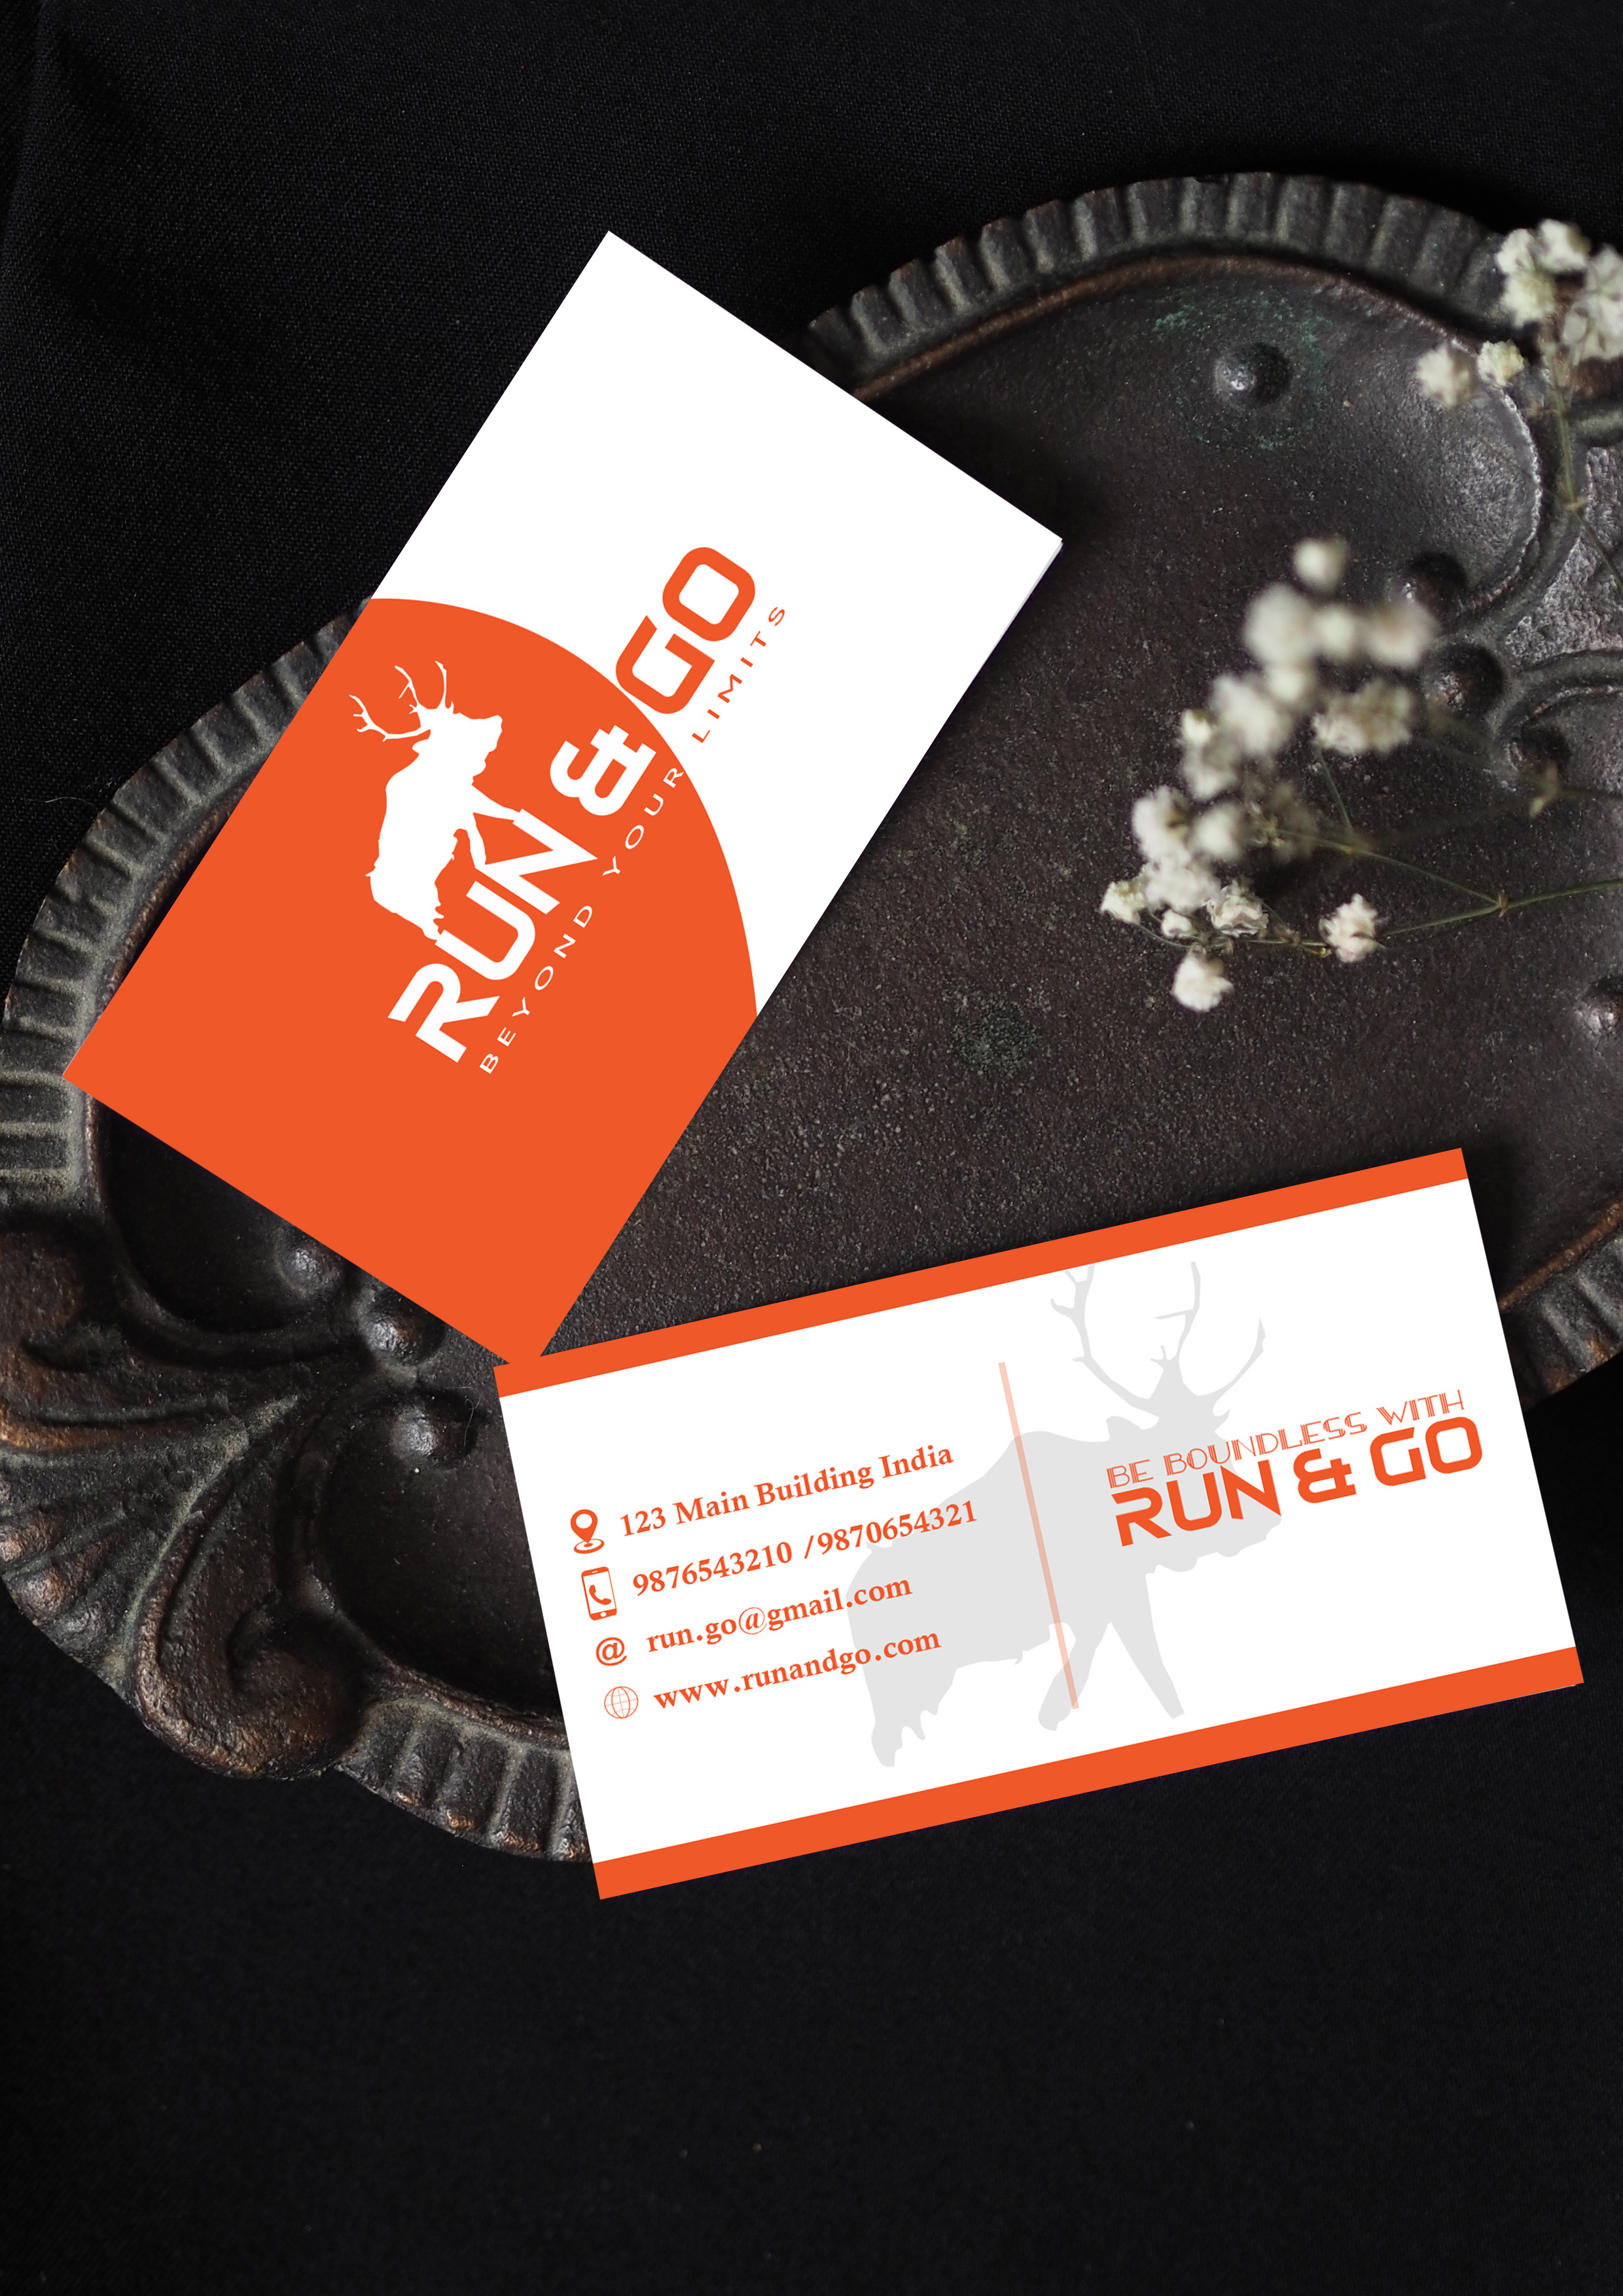 RUN & GO
BEYOND YOUR LIMITS
BE BOUNDLESS WITH
RUN & GO
123 Main Building India
9876543210 /9870654321
@ run.go@gmail.com
www.runandgo.com